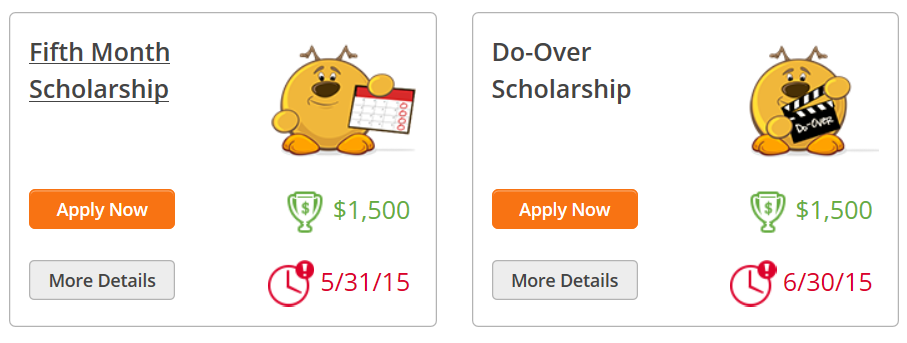 Fifth Month
Scholarship
Apply Now
$1,500
More Details
5/31/15
Do-Over
Scholarship
Do-Over
Apply Now
$1,500
More Details
6/30/15